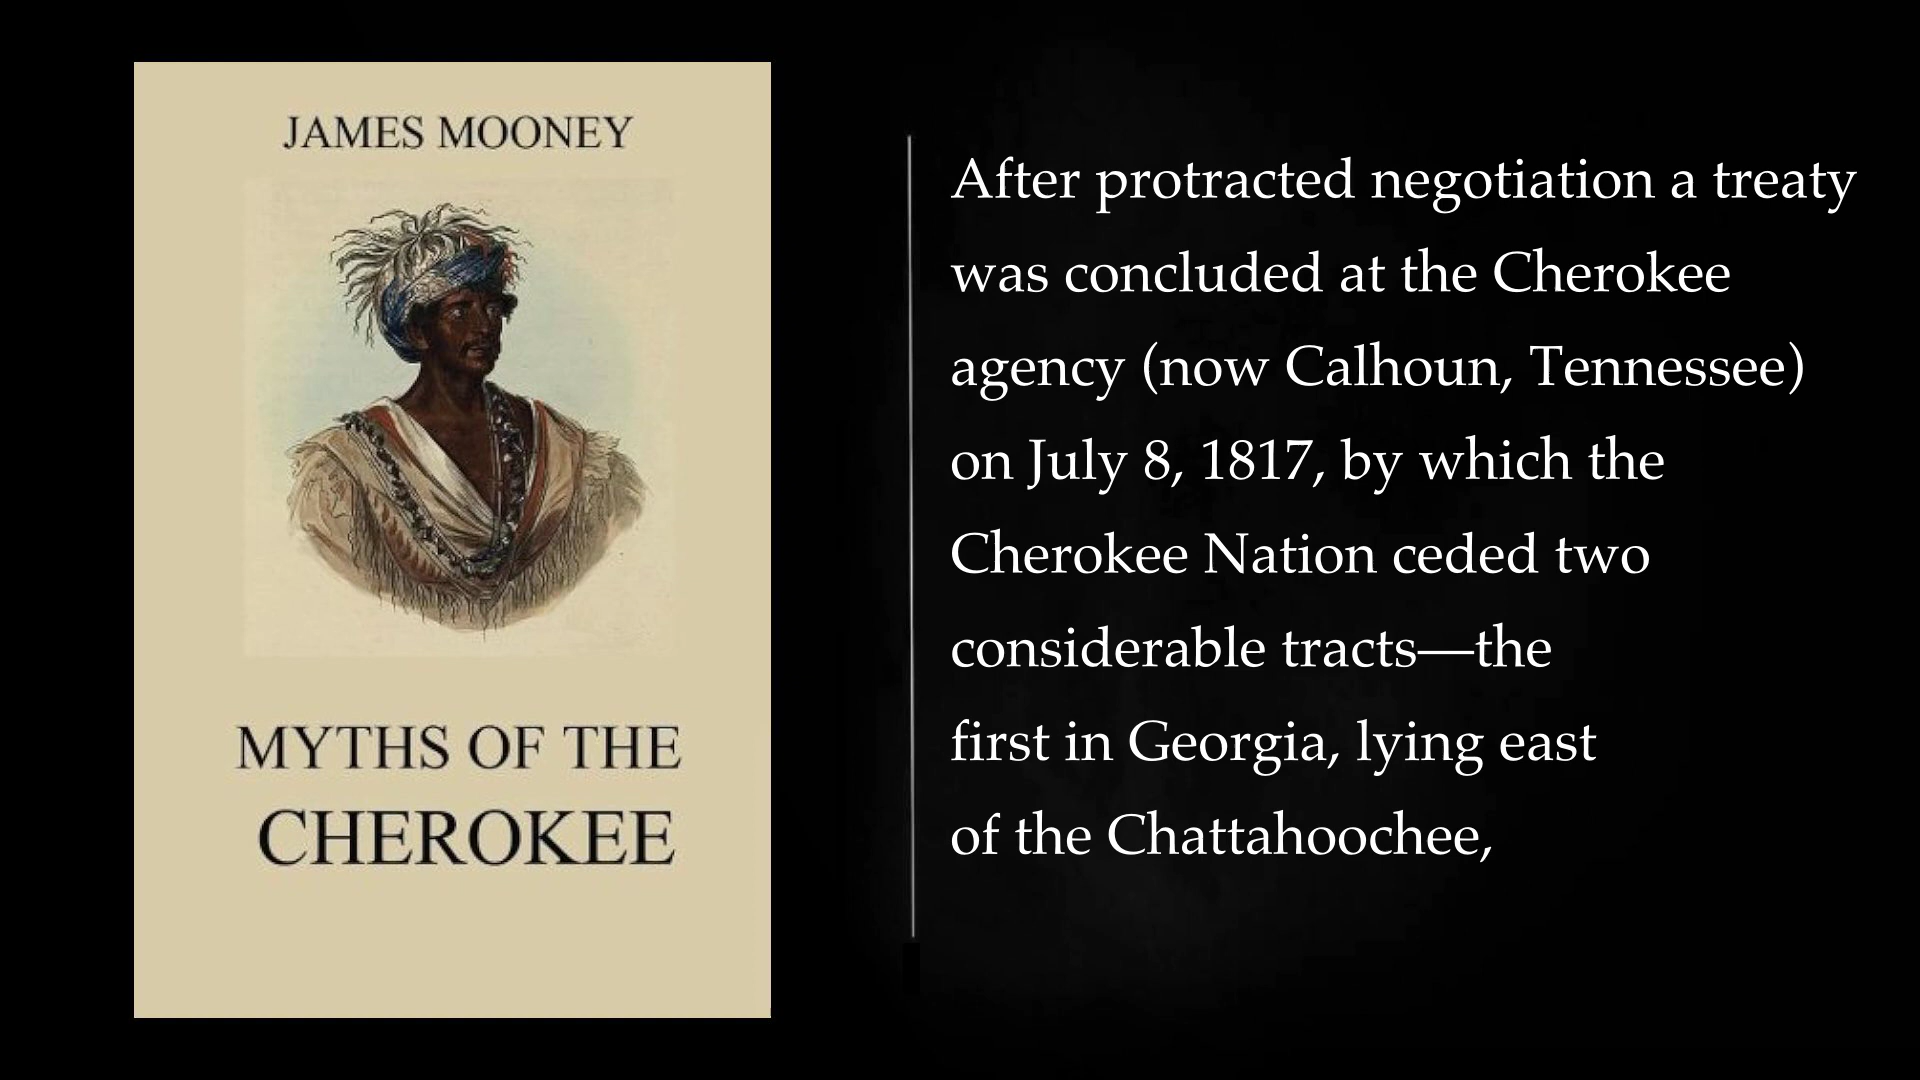 JAMES MOONEY
MYTHS OF THE
CHEROKEE
After protracted negotiation a treaty
was concluded at the Cherokee
agency (now Calhoun, Tennessee)
on July 8, 1817, by which the
Cherokee Nation ceded two
considerable tracts—the
first in Georgia, lying east
of the Chattahoochee,